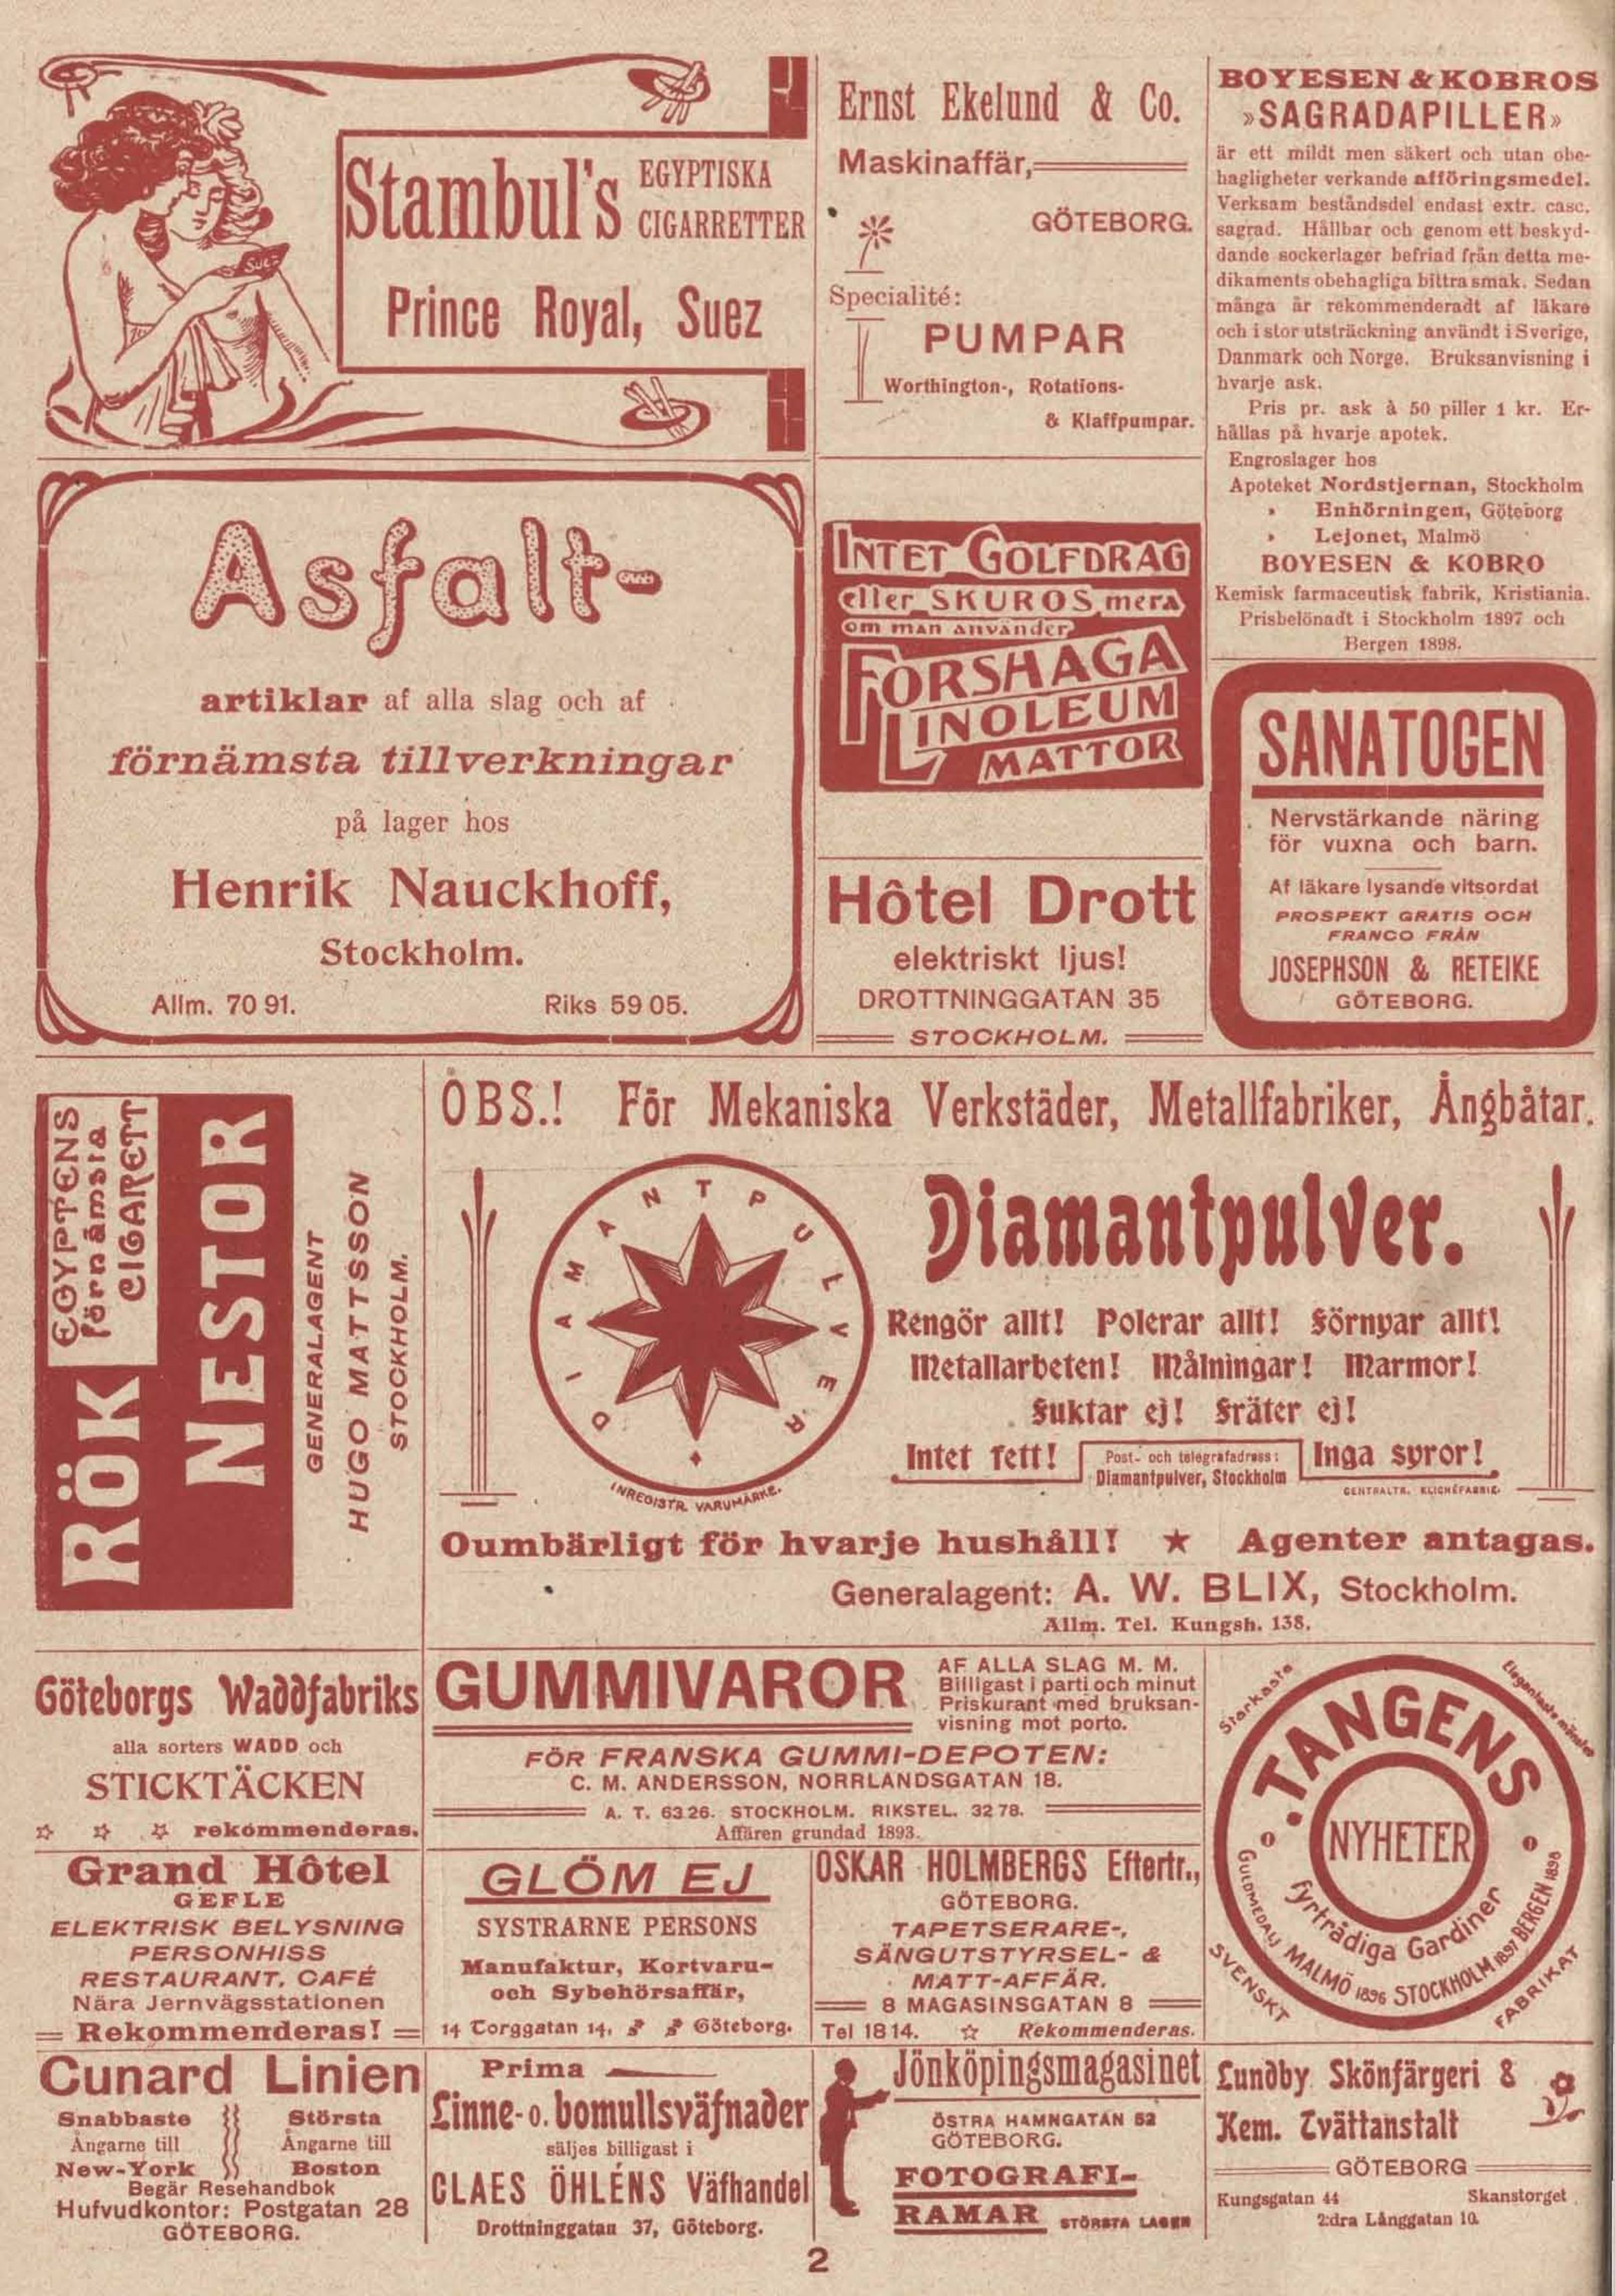 Stambul's EGYPTISKA
CIGARRETTER
Prince Royal, Suez
SUEZ
Ernst Ekelund & Co.
Maskinaffär,
GÖTEBORG.
Specialité:
PUMPAR
Worthington-, Rotations-
& Klaffpumpar.
BOYESEN & KOBROS
»SAGRADAPILLER»
är ett mildt men säkert och utan obe-
hagligheter verkande afföringsmedel.
Verksam beståndsdel endast extr. casc.
sagrad. Hållbar och genom ett beskyd-
dande sockerlager befriad från detta me-
dikaments obehagliga bittra smak. Sedan
många år rekommenderadt af läkare
och i stor utsträckning användt i Sverige,
Danmark och Norge. Bruksanvisning i
hvarje ask.
Pris pr. ask à 50 piller 1 kr. Er-
hållas på hvarje apotek.
Engroslager hos
Apoteket Nordstjernan, Stockholm
» Enhörningen, Göteborg
» Lejonet, Malmö
BOYESEN & KOBRO
Kemisk farmaceutisk fabrik, Kristiania.
Prisbelönadt i Stockholm 1897 och
Bergen 1898.
Asfalt-
artiklar af alla slag och af
förnämsta tillverkningar
på lager hos
Henrik Nauckhoff,
Stockholm.
Allm. 70 91. Riks 59 05.
INTET GOLFDRAG
eller SKUROS mera
om man använder
FORSHAGA
LINOLEUM
MATTOR
Hôtel Drott
elektriskt ljus!
DROTTNINGGATAN 35
STOCKHOLM.
SANATOGEN
Nervstärkande näring
för vuxna och barn.
Af läkare lysande vitsordat
PROSPEKT GRATIS OCH
FRANCO FRÅN
JOSEPHSON & RETEIKE
GÖTEBORG.
RÖK
EGYPTENS
förnämsta
CIGARETT
NESTOR
GENERALAGENT
HUGO MATTSSON
STOCKHOLM.
OBS.! För Mekaniska Verkstäder, Metallfabriker, Ångbåtar.
DIAMANTPULVER
INREGISTR. VARUMÄRKE.
Diamantpulver.
Rengör allt! Polerar allt! Förnyar allt!
Metallarbeten! Målningar! Marmor!
Fuktar ej! Fräter ej!
Intet fett! Post- och telegrafadress: Inga syror!
Diamantpulver, Stockholm
CENTRALTR. KLICHÉFABRIK.
Oumbärligt för hvarje hushåll! ★ Agenter antagas.
Generalagent: A. W. BLIX, Stockholm.
Allm. Tel. Kungsh. 138.
Göteborgs Waddfabriks
alla sorters WADD och
STICKTÄCKEN
rekommenderas.
GUMMIVAROR
AF ALLA SLAG M. M.
Billigast i parti och minut
Priskurant med bruksan-
visning mot porto.
FÖR FRANSKA GUMMI-DEPOTEN:
C. M. ANDERSSON, NORRLANDSGATAN 18.
A. T. 63 26. STOCKHOLM. RIKSTEL. 32 78.
Affären grundad 1893.
Starkaste
Elegantaste mönster
TANGENS
NYHETER
fyrtrådiga Gardiner
GULDMEDALJ MALMÖ 1896 STOCKHOLM 1897 BERGEN 1898
SVENSKT
FABRIKAT
Grand Hôtel
GEFLE
ELEKTRISK BELYSNING
PERSONHISS
RESTAURANT, CAFÉ
Nära Jernvägsstationen
Rekommenderas!
GLÖM EJ
SYSTRARNE PERSONS
Manufaktur, Kortvaru-
och Sybehörsaffär,
14 Torggatan 14, Göteborg.
OSKAR HOLMBERGS Eftertr.,
GÖTEBORG.
TAPETSERARE-,
SÄNGUTSTYRSEL- &
MATT-AFFÄR.
8 MAGASINSGATAN 8
Tel 1814. ☆ Rekommenderas.
Cunard Linien
Snabbaste Största
Ångarne till Ångarne till
New-York Boston
Begär Resehandbok
Hufvudkontor: Postgatan 28
GÖTEBORG.
Prima
Linne- o. bomullsväfnader
säljes billigast i
CLAES ÖHLÉNS Väfhandel
Drottninggatan 37, Göteborg.
Jönköpingsmagasinet
ÖSTRA HAMNGATAN 52
GÖTEBORG.
FOTOGRAFI-
RAMAR STÖRSTA LAGER
Lundby Skönfärgeri &
Kem. Tvättanstalt
GÖTEBORG
Kungsgatan 44 Skanstorget
2:dra Långgatan 10.
2